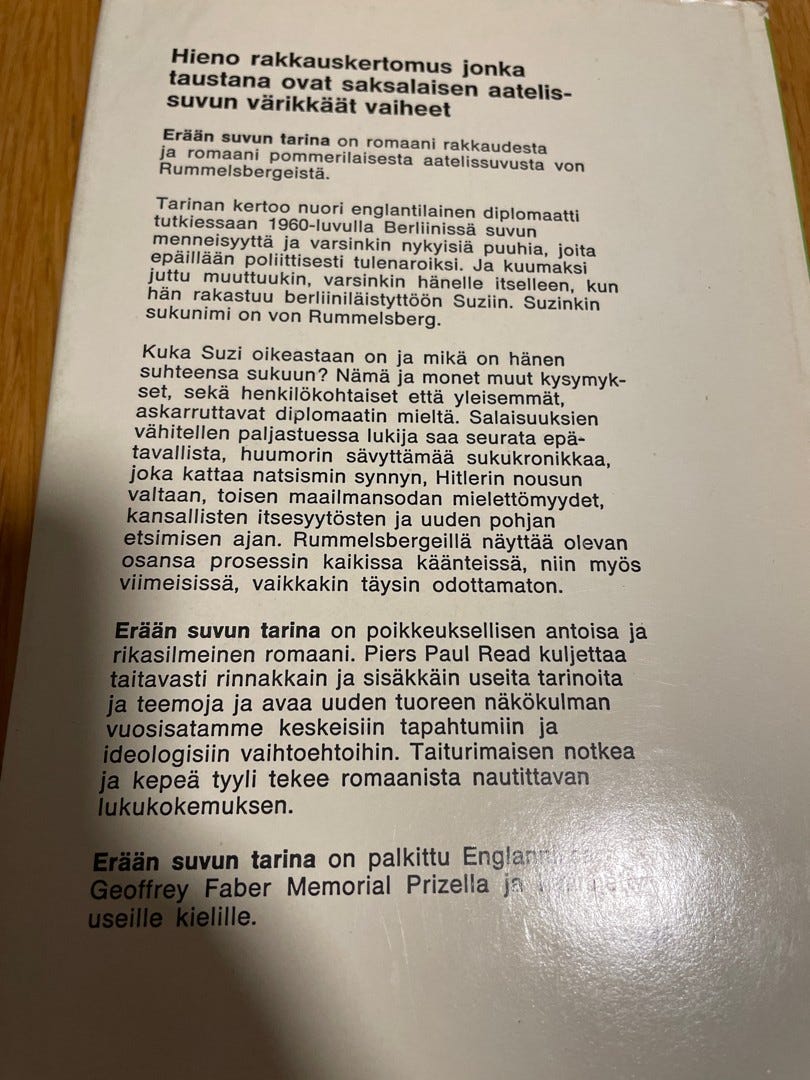 Hieno rakkauskertomus jonka
taustana ovat saksalaisen aatelis-
suvun värikkäät vaiheet
Erään suvun tarina on romaani rakkaudesta
ja romaani pommerilaisesta aatelissuvusta von
Rummelsbergeistä.
Tarinan kertoo nuori englantilainen diplomaatti
tutkiessaan 1960-luvulla Berliinissä suvun
menneisyyttä ja varsinkin nykyisiä puuhia, joita
epäillään poliittisesti tulenaroiksi. Ja kuumaksi
juttu muuttuukin, varsinkin hänelle itselleen, kun
hän rakastuu berliiniläistyttöön Suziin. Suzinkin
sukunimi on von Rummelsberg.
Kuka Suzi oikeastaan on ja mikä on hänen
suhteensa sukuun? Nämä ja monet muut kysymyk-
set, sekä henkilökohtaiset että yleisemmät,
askarruttavat diplomaatin mieltä. Salaisuuksien
vähitellen paljastuessa lukija saa seurata epä-
tavallista, huumorin sävyttämää sukukronikkaa,
joka kattaa natsismin synnyn, Hitlerin nousun
valtaan, toisen maailmansodan mielettömyydet,
kansallisten itsesyytösten ja uuden pohjan
etsimisen ajan. Rummelsbergeillä näyttää olevan
osansa prosessin kaikissa käänteissä, niin myös
viimeisissä, vaikkakin täysin odottamaton.
Erään suvun tarina on poikkeuksellisen antoisa ja
rikasilmeinen romaani. Piers Paul Read kuljettaa
taitavasti rinnakkain ja sisäkkäin useita tarinoita
ja teemoja ja avaa uuden tuoreen näkökulman
vuosisatamme keskeisiin tapahtumiin ja
ideologisiin vaihtoehtoihin. Taiturimaisen notkea
ja kepeä tyyli tekee romaanista nautittavan
lukukokemuksen.
Erään suvun tarina on palkittu
Geoffrey Faber Memorial Prizella ja
useille kielille.